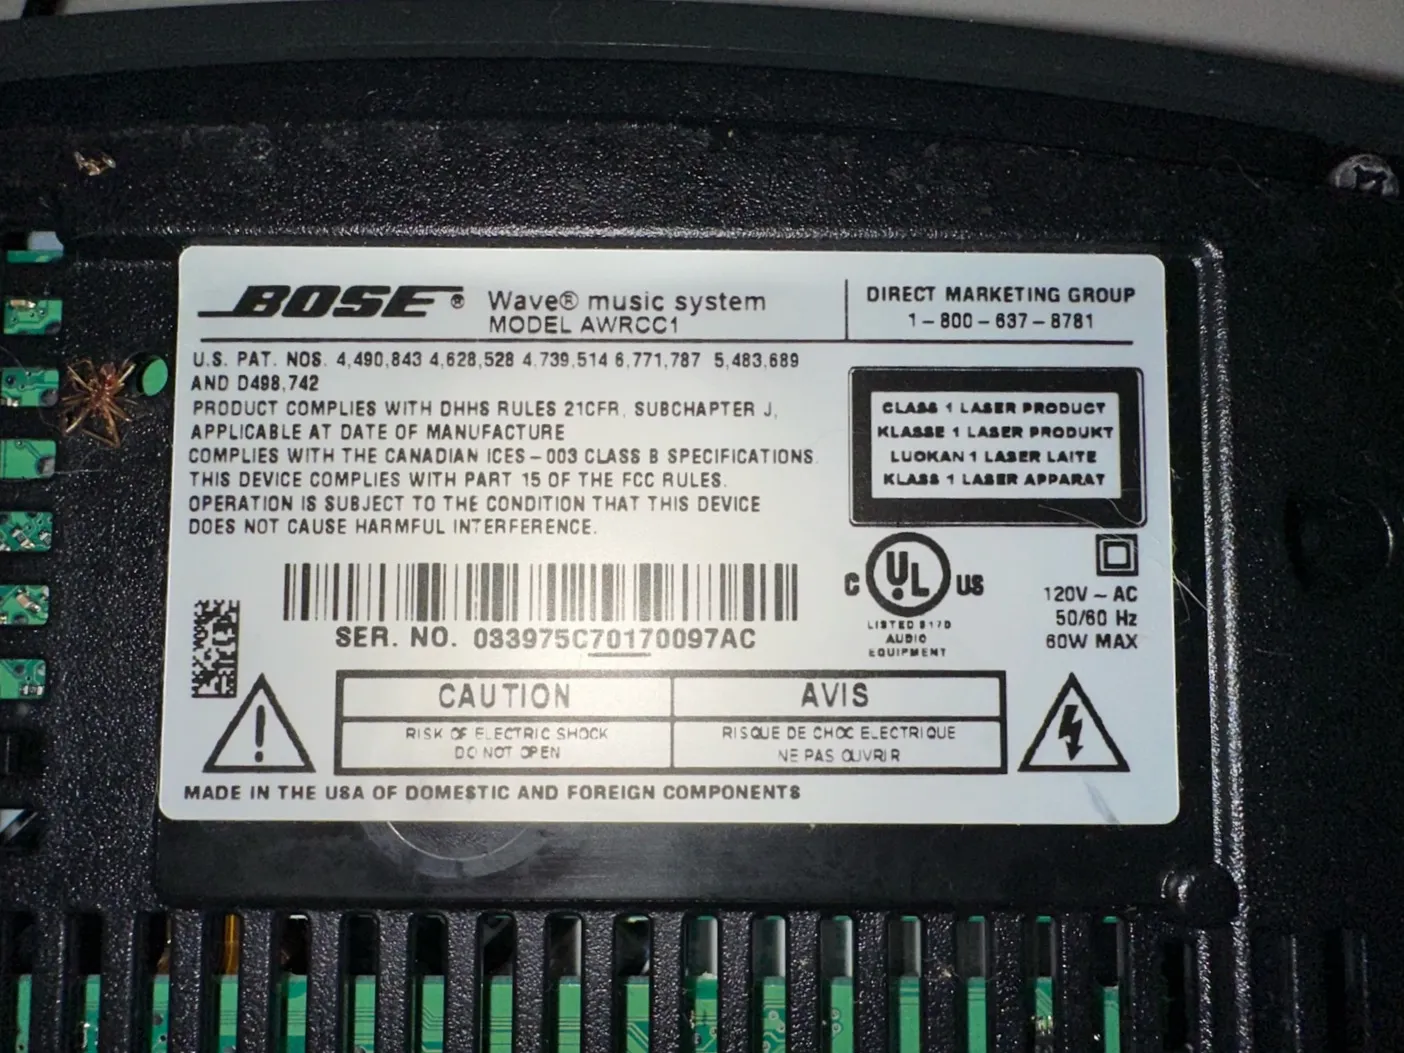 BOSE® Wave® music system
MODEL AWRCC1
DIRECT MARKETING GROUP
1-800-637-8781
U.S. PAT. NOS. 4,490,843 4,628,528 4,739,514 6,771,787 5,483,689
AND D498,742
PRODUCT COMPLIES WITH DHHS RULES 21CFR, SUBCHAPTER J,
APPLICABLE AT DATE OF MANUFACTURE
COMPLIES WITH THE CANADIAN ICES-003 CLASS B SPECIFICATIONS.
THIS DEVICE COMPLIES WITH PART 15 OF THE FCC RULES.
OPERATION IS SUBJECT TO THE CONDITION THAT THIS DEVICE
DOES NOT CAUSE HARMFUL INTERFERENCE.
CLASS 1 LASER PRODUCT
KLASSE 1 LASER PRODUKT
LUOKAN 1 LASER LAITE
KLASS 1 LASER APPARAT
C UL US
LISTED 817D
AUDIO
EQUIPMENT
120V ~ AC
50/60 Hz
60W MAX
SER. NO. 033975C70170097AC
CAUTION
RISK OF ELECTRIC SHOCK
DO NOT OPEN
AVIS
RISQUE DE CHOC ELECTRIQUE
NE PAS OUVRIR
MADE IN THE USA OF DOMESTIC AND FOREIGN COMPONENTS